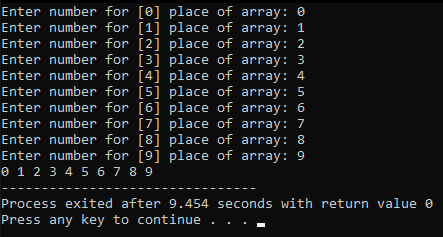 Enter number for [0] place of array: 0
Enter number for [1] place of array: 1
Enter number for [2] place of array: 2
Enter number for [3] place of array: 3
Enter number for [4] place of array: 4
Enter number for [5] place of array: 5
Enter number for [6] place of array: 6
Enter number for [7] place of array: 7
Enter number for [8] place of array: 8
Enter number for [9] place of array: 9
0 1 2 3 4 5 6 7 8 9
--------------------------------
Process exited after 9.454 seconds with return value 0
Press any key to continue . . .